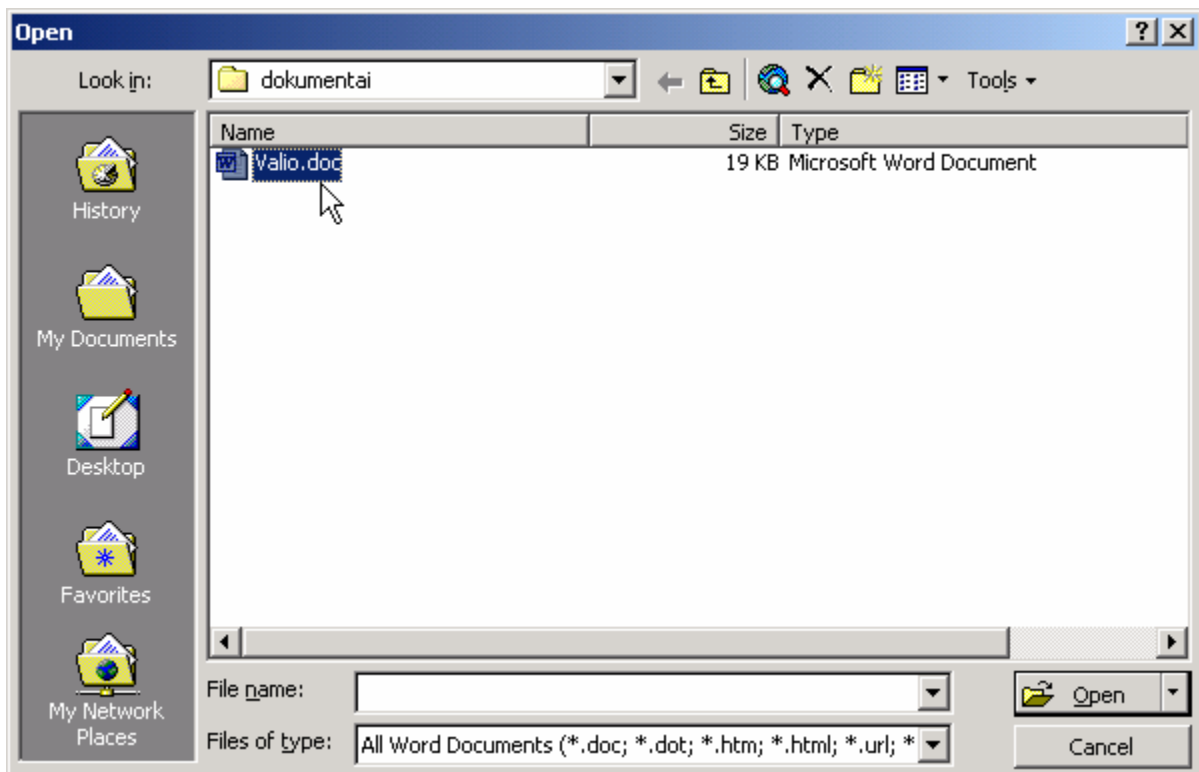 Open
Look in:
dokumentai
Tools
History
My Documents
Desktop
Favorites
My Network
Places
Name Size Type
Valio.doc 19 KB Microsoft Word Document
File name:
Open
Files of type: All Word Documents (*.doc; *.dot; *.htm; *.html; *.url; *
Cancel